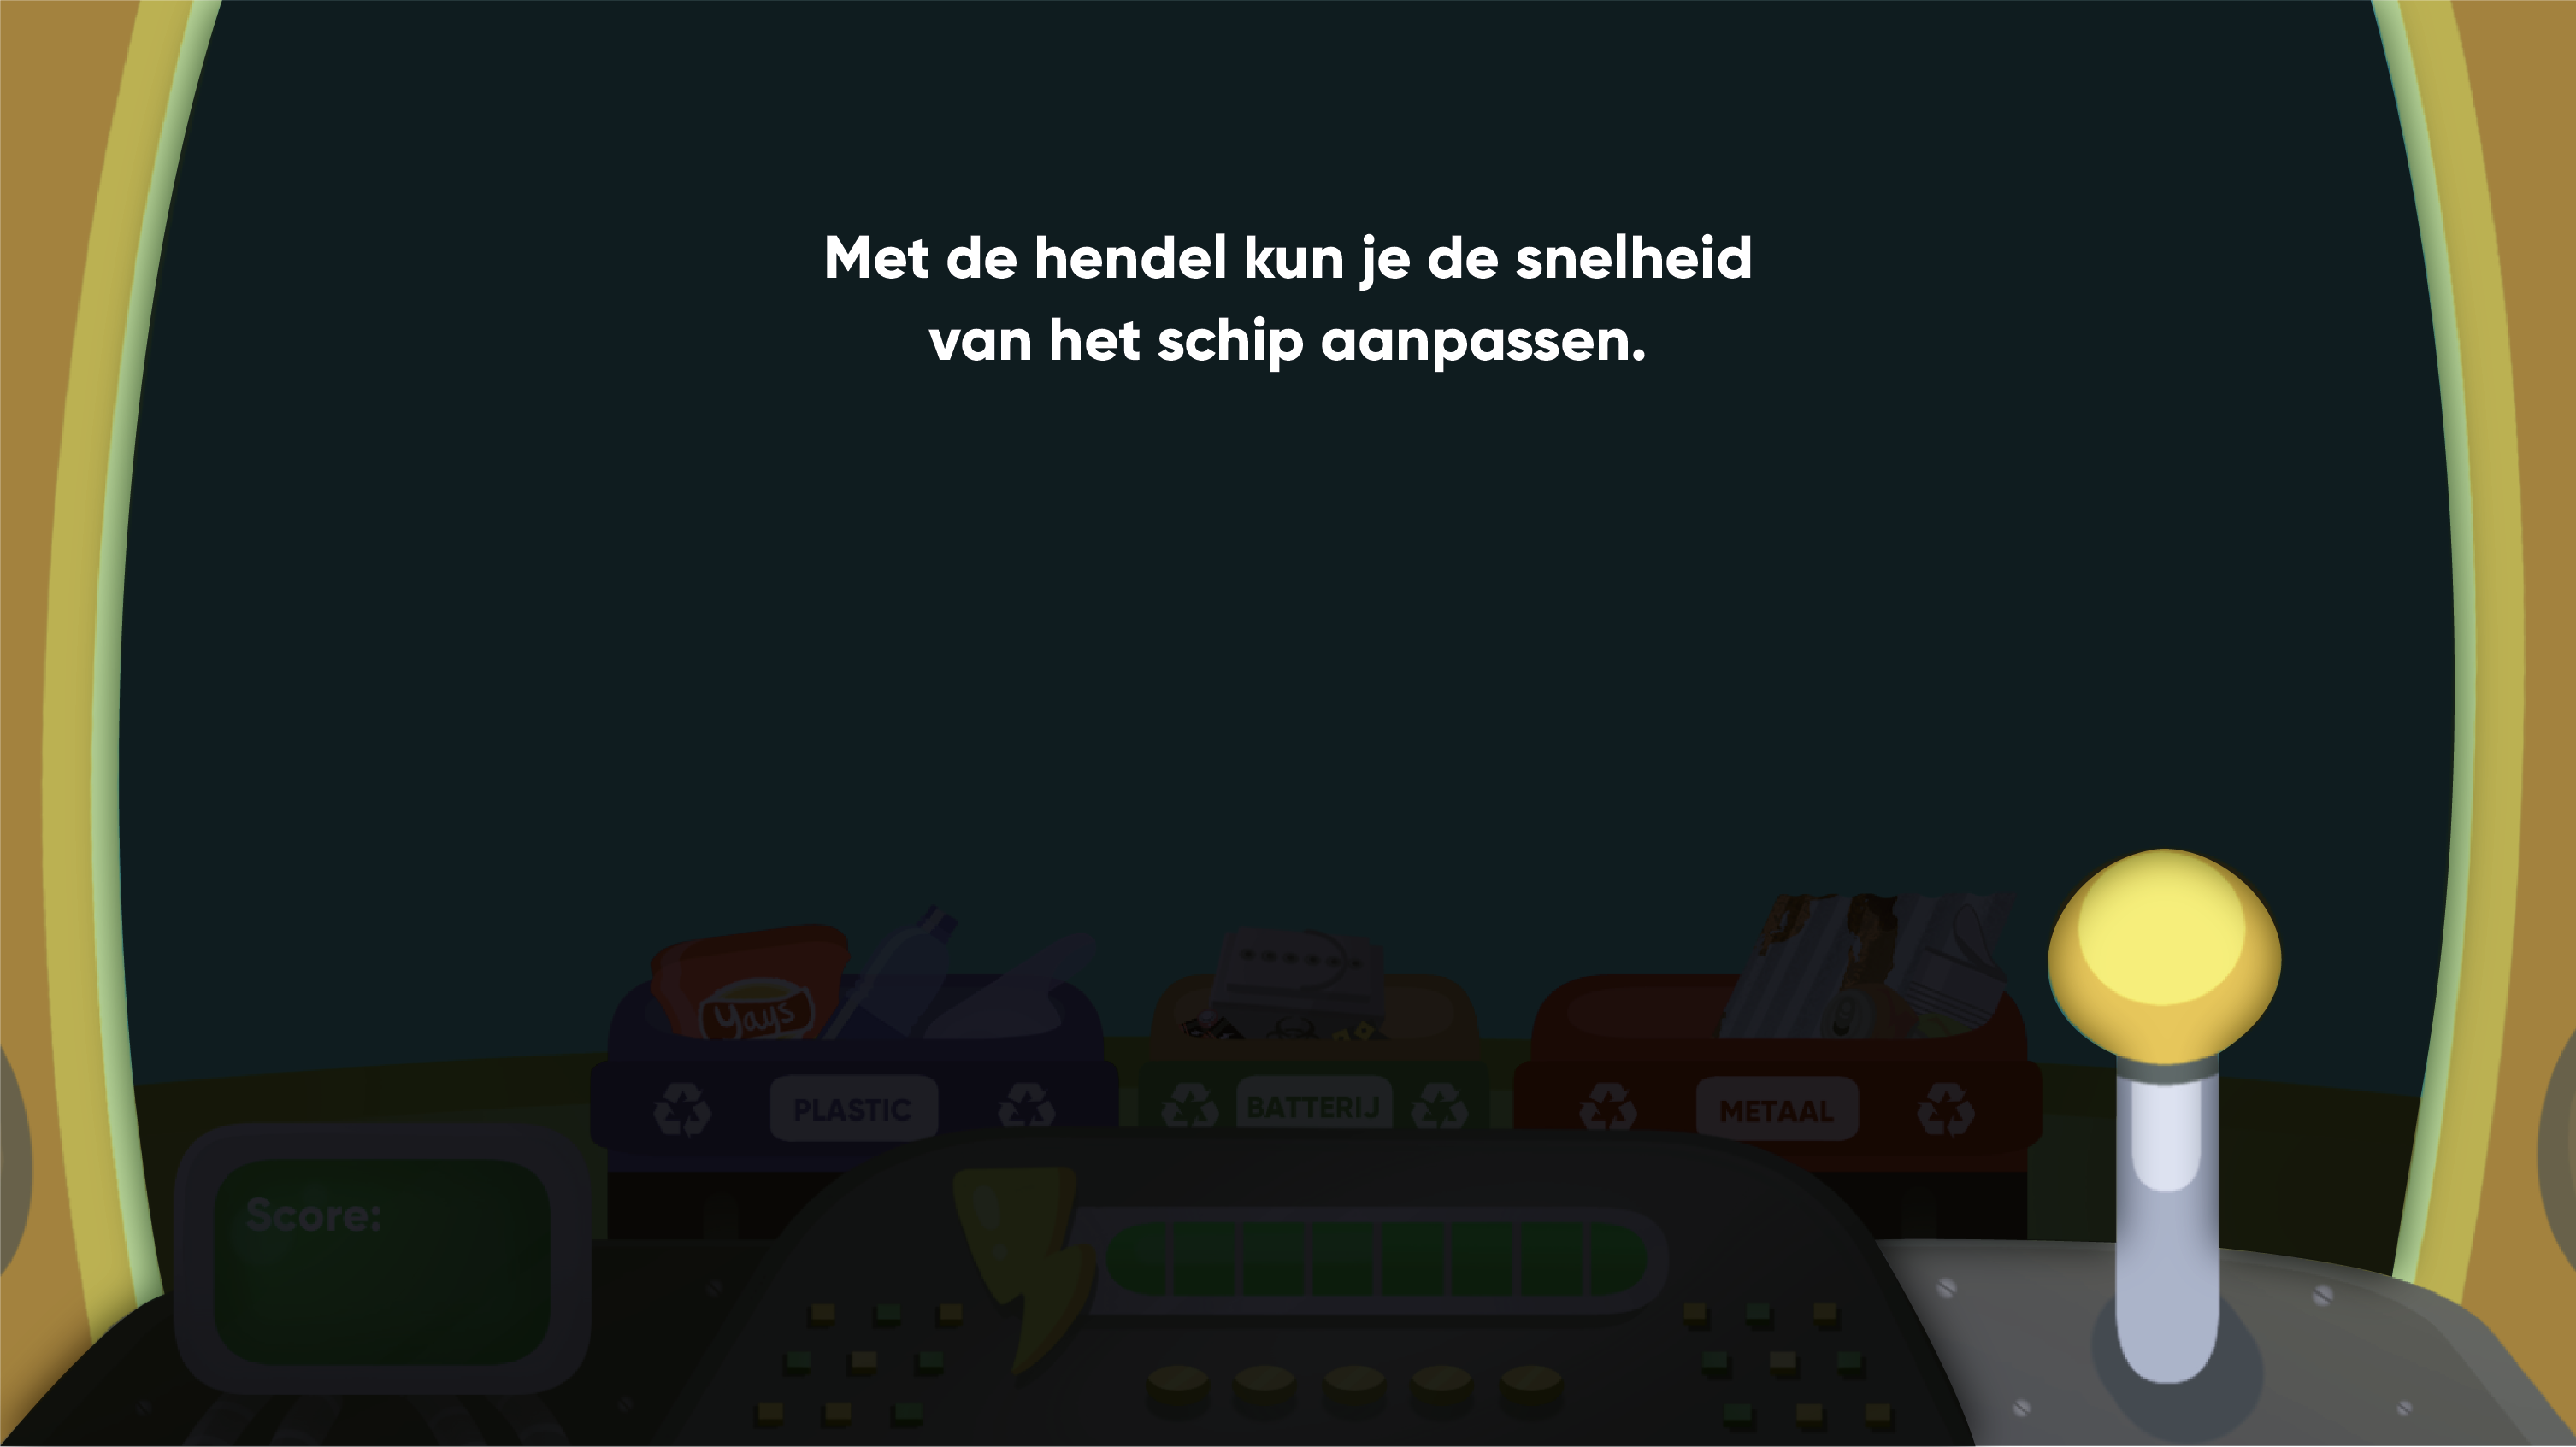 Met de hendel kun je de snelheid
van het schip aanpassen.
Yays
PLASTIC
BATTERIJ
METAAL
Score: